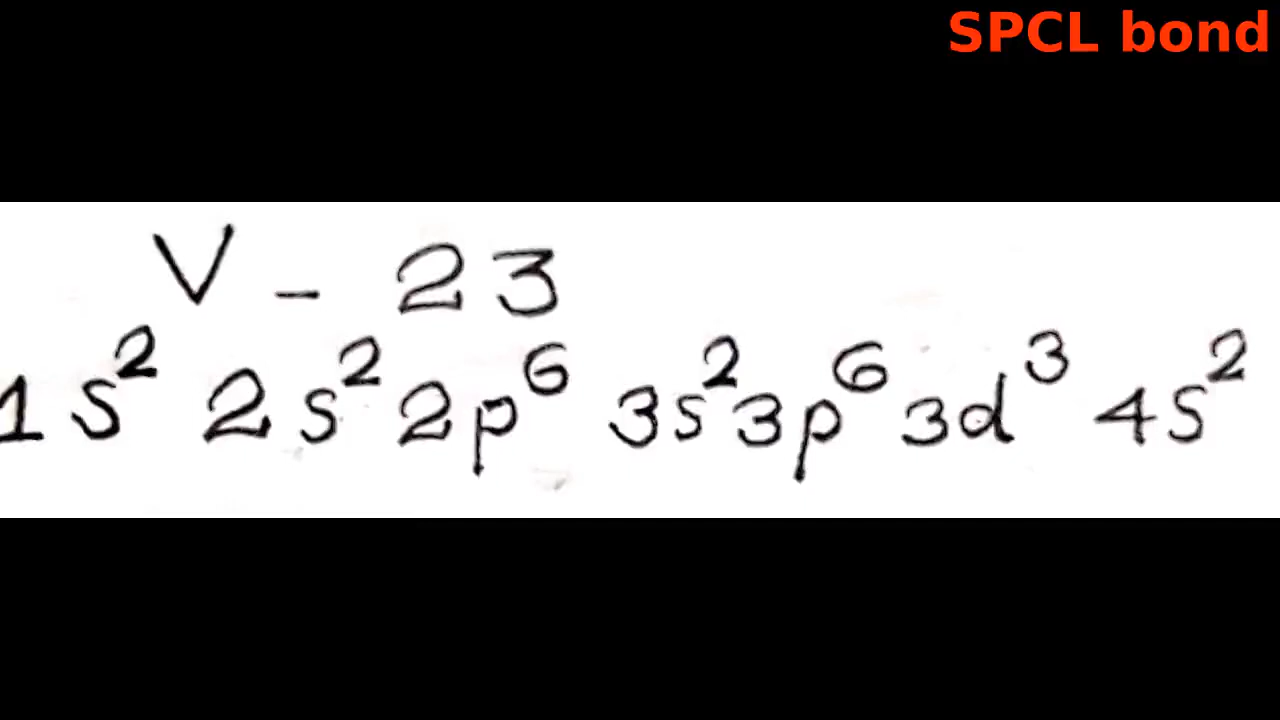 SPCL bond
V - 23
1s² 2s² 2p⁶ 3s² 3p⁶ 3d³ 4s²